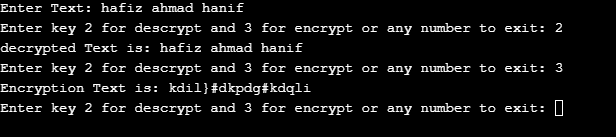 Enter Text: hafiz ahmad hanif
Enter key 2 for descrypt and 3 for encrypt or any number to exit: 2
decrypted Text is: hafiz ahmad hanif
Enter key 2 for descrypt and 3 for encrypt or any number to exit: 3
Encryption Text is: kdil}#dkpdg#kdqli
Enter key 2 for descrypt and 3 for encrypt or any number to exit: